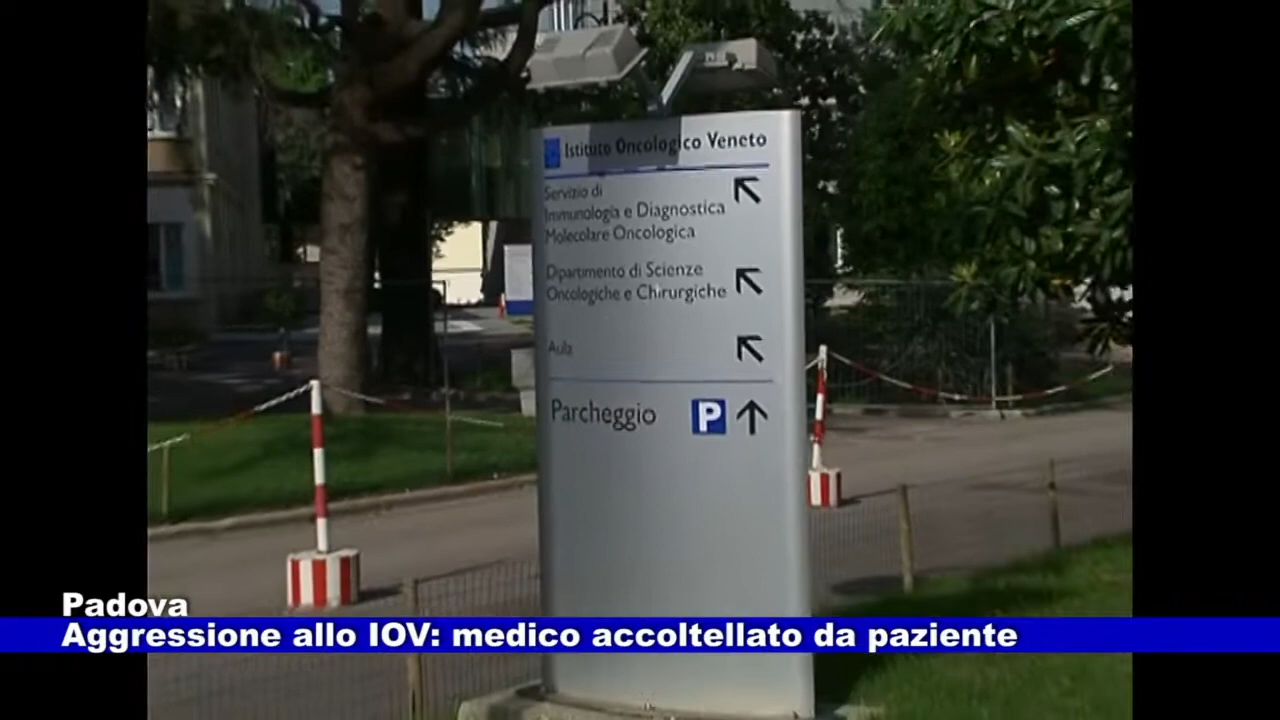 Istituto Oncologico Veneto
Servizio di
Immunologia e Diagnostica
Molecolare Oncologica
Dipartimento di Scienze
Oncologiche e Chirurgiche
Aula
Parcheggio P
Padova
Aggressione allo IOV: medico accoltellato da paziente